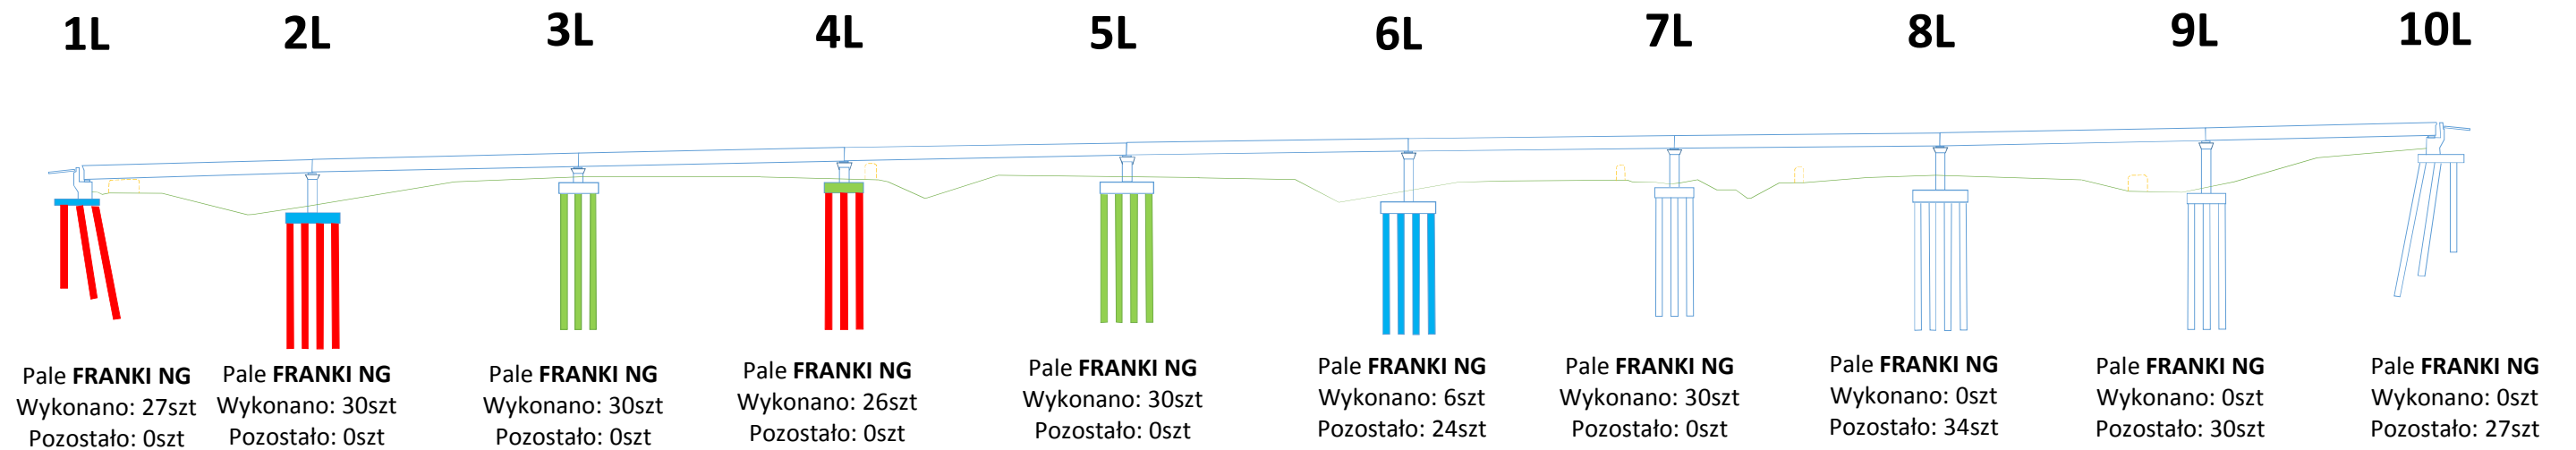 1L
2L
3L
4L
5L
6L
7L
8L
9L
10L
Pale FRANKI NG
Wykonano: 27szt
Pozostało: 0szt
Pale FRANKI NG
Wykonano: 30szt
Pozostało: 0szt
Pale FRANKI NG
Wykonano: 30szt
Pozostało: 0szt
Pale FRANKI NG
Wykonano: 26szt
Pozostało: 0szt
Pale FRANKI NG
Wykonano: 30szt
Pozostało: 0szt
Pale FRANKI NG
Wykonano: 6szt
Pozostało: 24szt
Pale FRANKI NG
Wykonano: 30szt
Pozostało: 0szt
Pale FRANKI NG
Wykonano: 0szt
Pozostało: 34szt
Pale FRANKI NG
Wykonano: 0szt
Pozostało: 30szt
Pale FRANKI NG
Wykonano: 0szt
Pozostało: 27szt